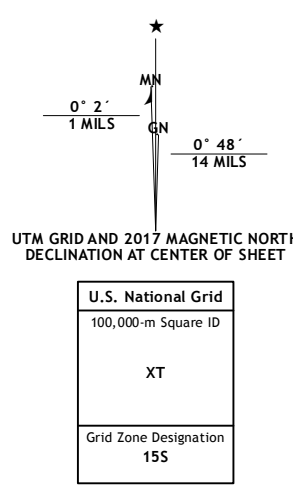 ★
MN
GN
0° 2´
1 MILS
0° 48´
14 MILS
UTM GRID AND 2017 MAGNETIC NORTH
DECLINATION AT CENTER OF SHEET
U.S. National Grid
100,000-m Square ID
XT
Grid Zone Designation
15S